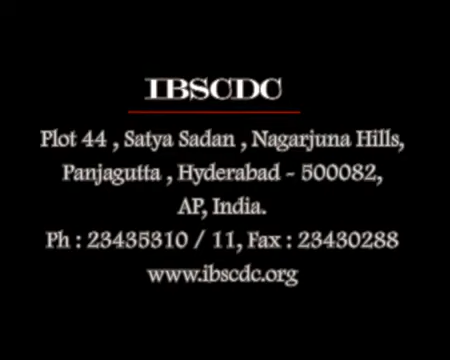 IBSCDC
Plot 44 , Satya Sadan , Nagarjuna Hills,
Panjagutta , Hyderabad - 500082,
AP, India.
Ph : 23435310 / 11, Fax : 23430288
www.ibscdc.org